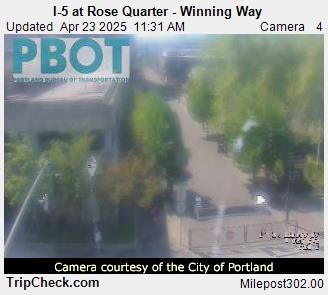 I-5 at Rose Quarter - Winning Way
Updated Apr 23 2025 11:31 AM Camera 4
PBOT
PORTLAND BUREAU OF TRANSPORTATION
Camera courtesy of the City of Portland
TripCheck.com Milepost302.00